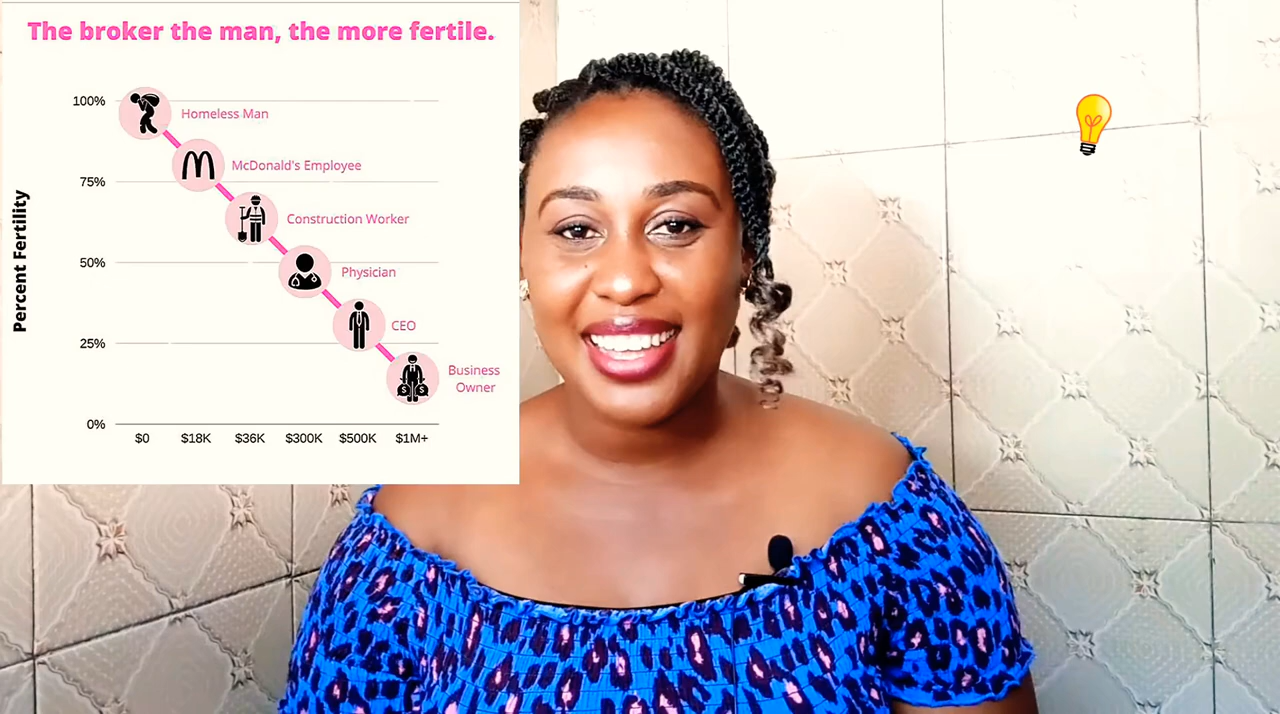 The broker the man, the more fertile.
Percent Fertility
100%
Homeless Man
McDonald's Employee
75%
Construction Worker
50%
Physician
CEO
25%
Business
Owner
0%
$0 $18K $36K $300K $500K $1M+